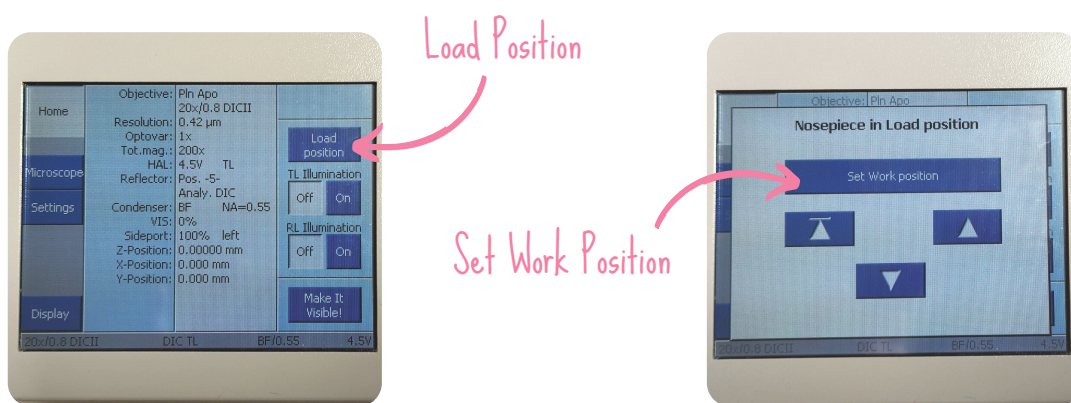 Load Position
Set Work Position
Home
Microscope
Settings
Display
Objective: Pln Apo
20x/0.8 DICII
Resolution: 0.42 µm
Optovar: 1x
Tot.mag.: 200x
HAL: 4.5V TL
Reflector: Pos. -5-
Analy. DIC
Condenser: BF NA=0.55
VIS: 0%
Sideport: 100% left
Z-Position: 0.00000 mm
X-Position: 0.000 mm
Y-Position: 0.000 mm
Load
position
TL Illumination
Off On
RL Illumination
Off On
Make It
Visible!
20x/0.8 DICII DIC TL BF/0.55 4.5V
Objective: Pln Apo
Nosepiece in Load position
Set Work position
20x/0.8 DICII DIC TL BF/0.55 4.5V